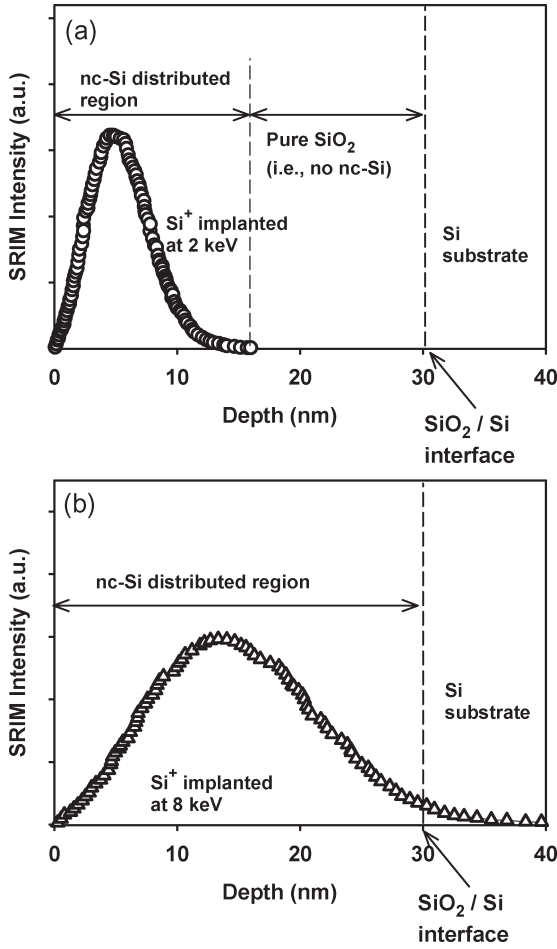 (a)
nc-Si distributed
region
Pure SiO₂
(i.e., no nc-Si)
Si⁺ implanted
at 2 keV
Si
substrate
SRIM Intensity (a.u.)
0 10 20 30 40
Depth (nm)
SiO₂ / Si
interface
(b)
nc-Si distributed region
Si
substrate
Si⁺ implanted
at 8 keV
SRIM Intensity (a.u.)
0 10 20 30 40
Depth (nm)
SiO₂ / Si
interface